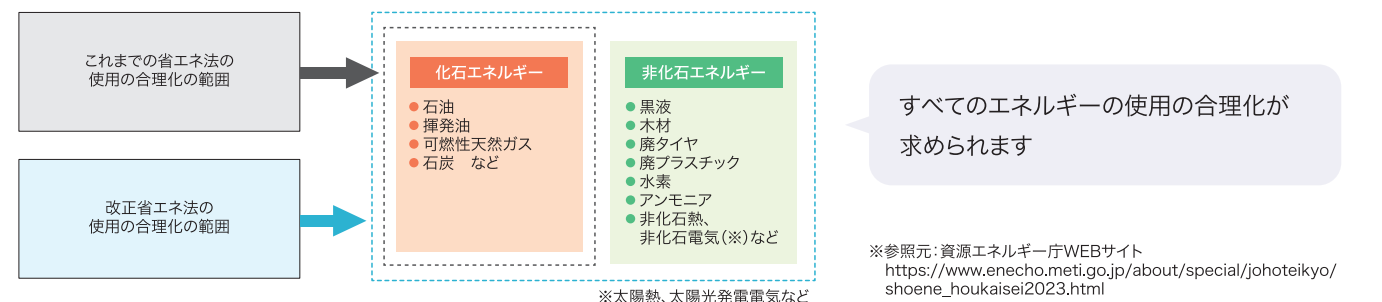 これまでの省エネ法の
使用の合理化の範囲
改正省エネ法の
使用の合理化の範囲
化石エネルギー
● 石油
● 揮発油
● 可燃性天然ガス
● 石炭　など
非化石エネルギー
● 黒液
● 木材
● 廃タイヤ
● 廃プラスチック
● 水素
● アンモニア
● 非化石熱、
非化石電気(※)など
※太陽熱、太陽光発電電気など
すべてのエネルギーの使用の合理化が
求められます
※参照元:資源エネルギー庁WEBサイト
https://www.enecho.meti.go.jp/about/special/johoteikyo/
shoene_houkaisei2023.html